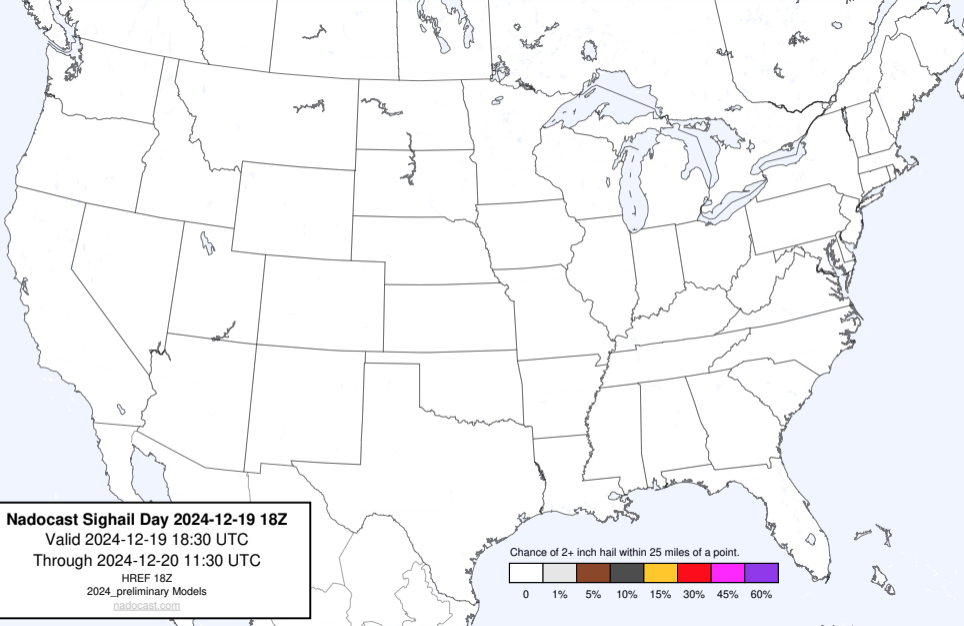 Nadocast Sighail Day 2024-12-19 18Z
Valid 2024-12-19 18:30 UTC
Through 2024-12-20 11:30 UTC
HREF 18Z
2024_preliminary Models
nadocast.com
Chance of 2+ inch hail within 25 miles of a point.
0 1% 5% 10% 15% 30% 45% 60%